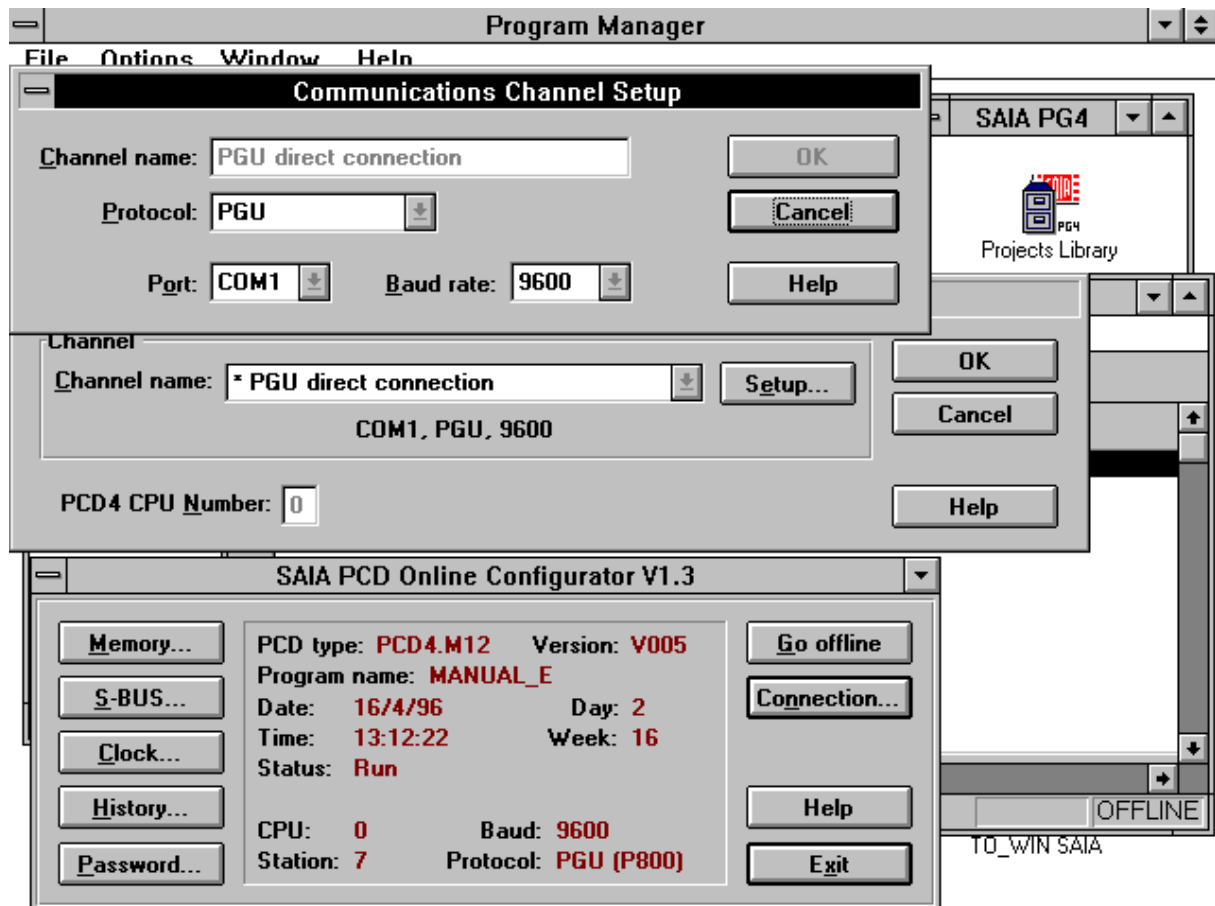 Program Manager
File Options Window Help
Communications Channel Setup
Channel name: PGU direct connection
OK
Protocol: PGU
Cancel
Port: COM1 Baud rate: 9600
Help
SAIA PG4
PG4
Projects Library
Channel
Channel name: * PGU direct connection
Setup...
COM1, PGU, 9600
OK
Cancel
PCD4 CPU Number: 0
Help
SAIA PCD Online Configurator V1.3
Memory...
S-BUS...
Clock...
History...
Password...
PCD type: PCD4.M12 Version: V005
Program name: MANUAL_E
Date: 16/4/96 Day: 2
Time: 13:12:22 Week: 16
Status: Run
CPU: 0 Baud: 9600
Station: 7 Protocol: PGU (P800)
Go offline
Connection...
Help
Exit
OFFLINE
TO_WIN SAIA